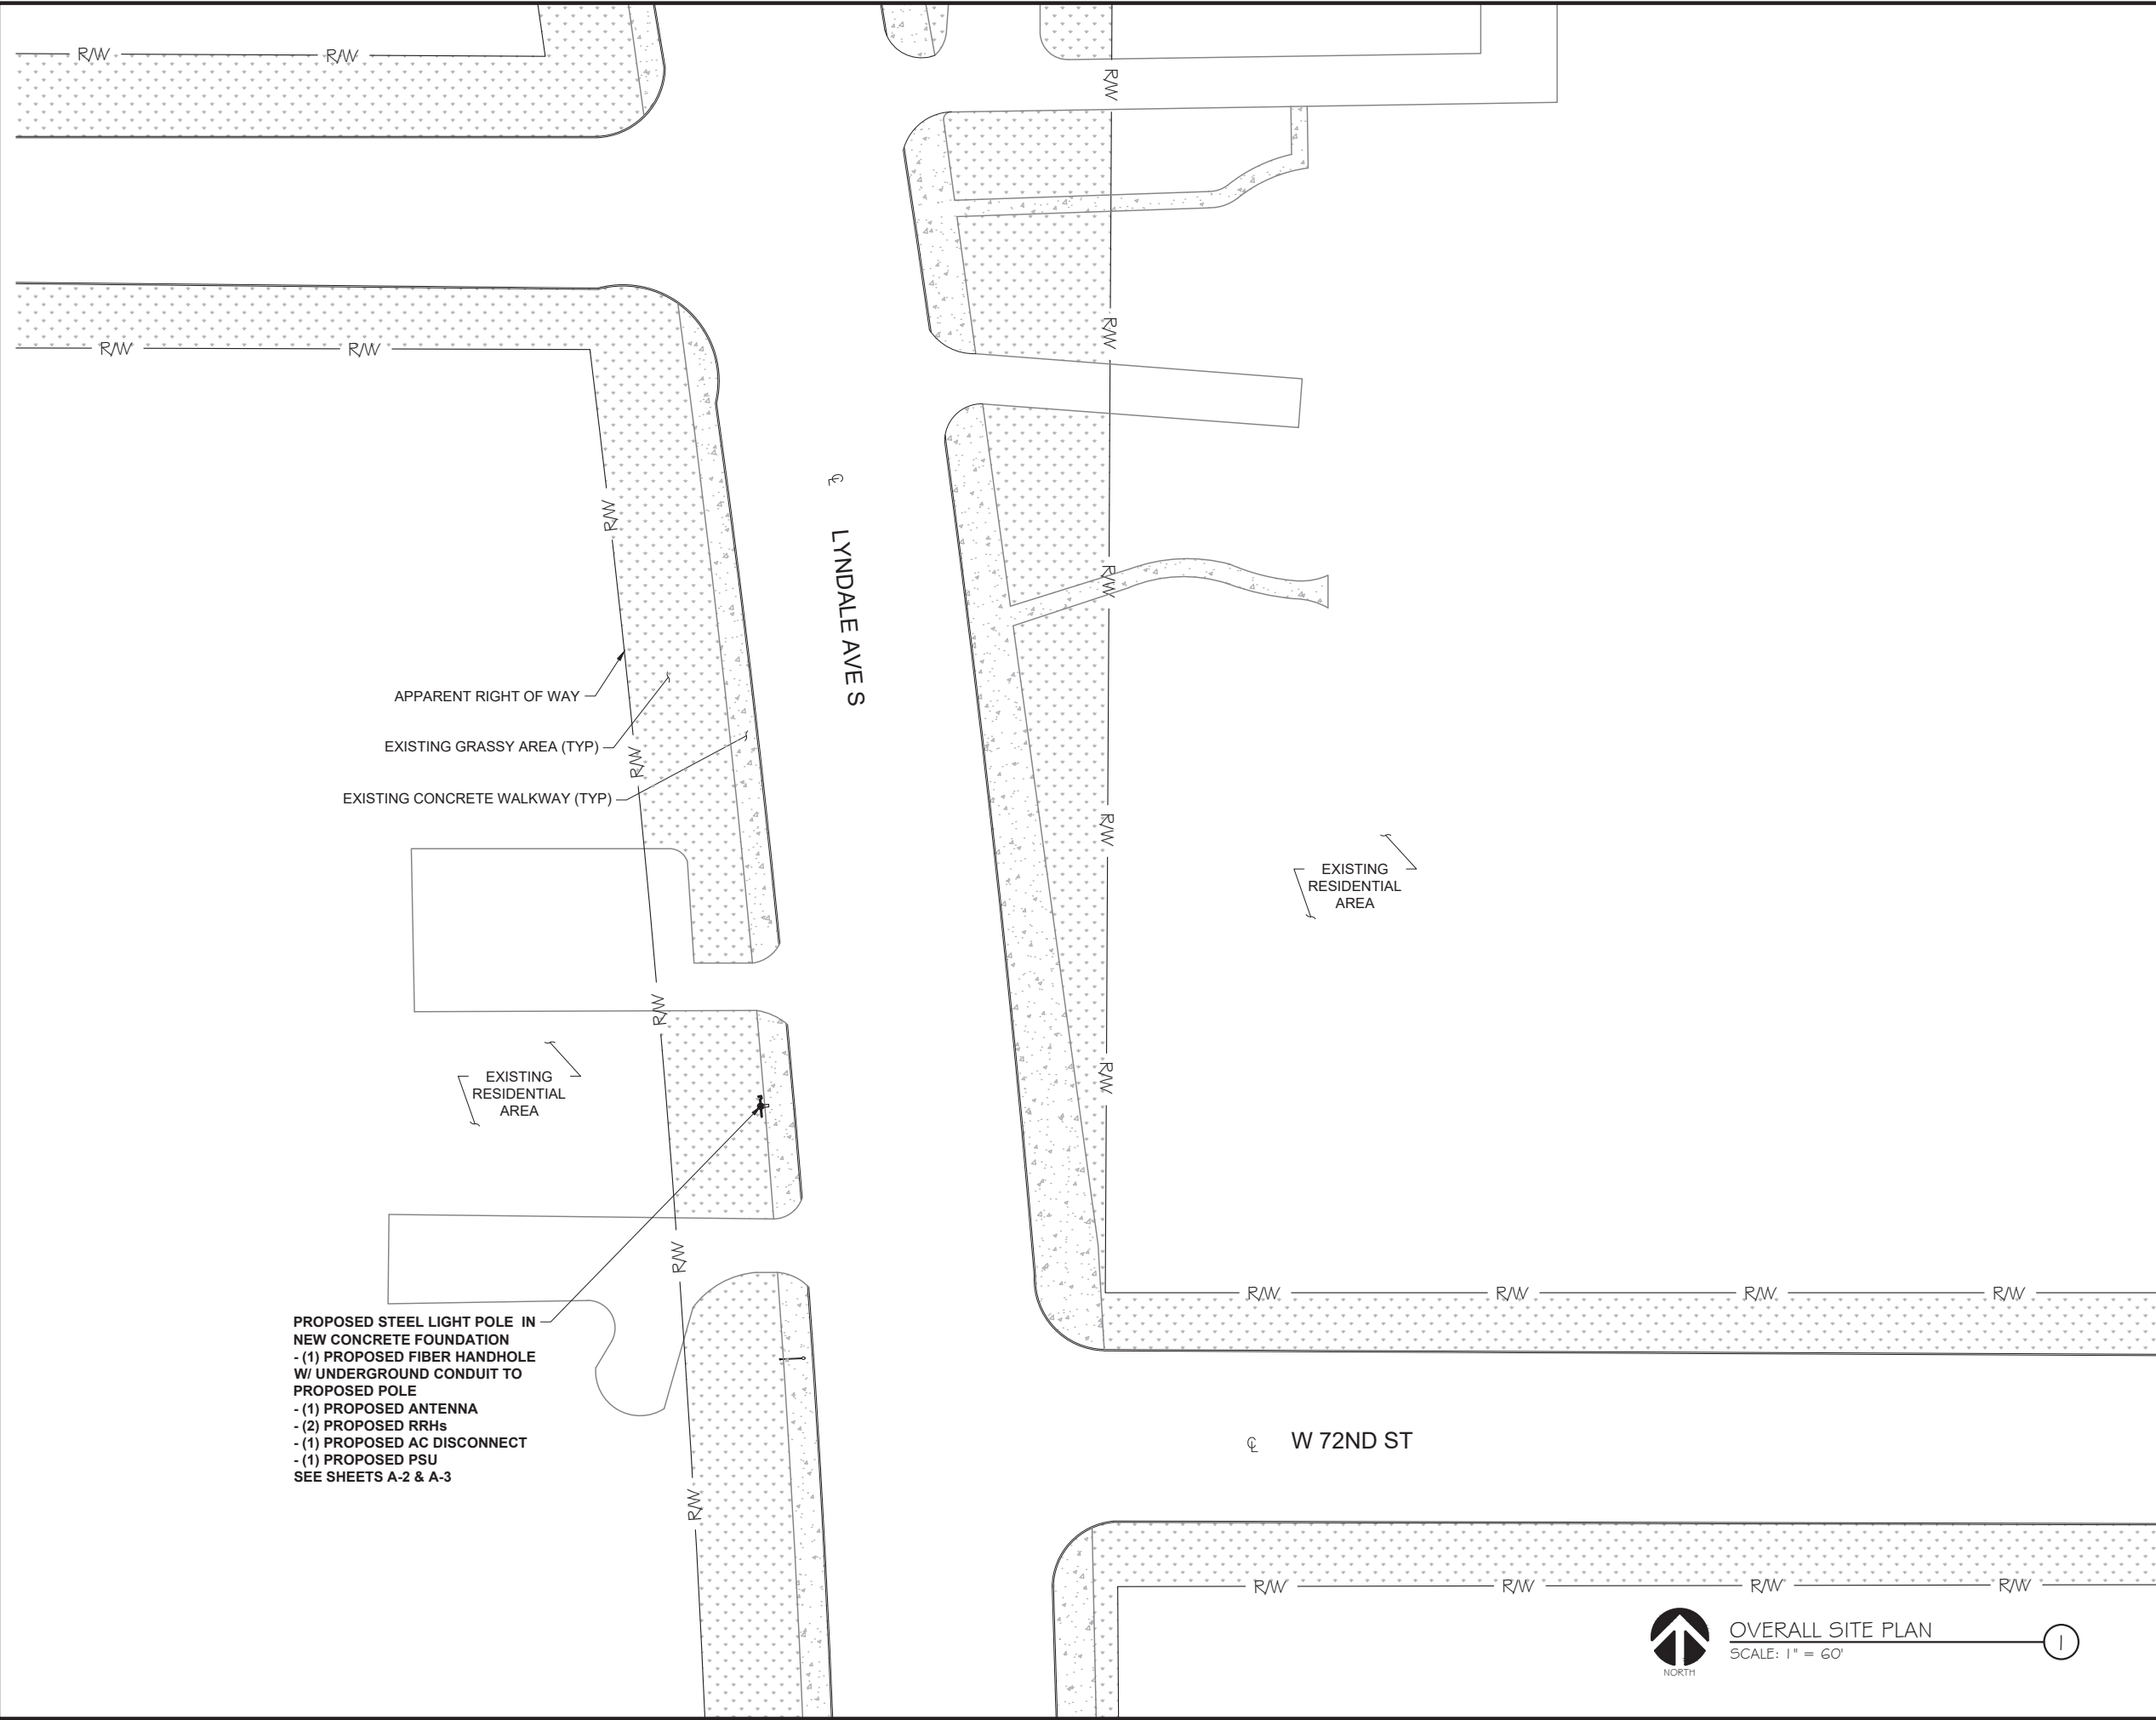 R/W
R/W
R/W
R/W
R/W
R/W
R/W
℄
LYNDALE AVE S
R/W
R/W
APPARENT RIGHT OF WAY
EXISTING GRASSY AREA (TYP)
R/W
EXISTING CONCRETE WALKWAY (TYP)
R/W
EXISTING
RESIDENTIAL
AREA
R/W
EXISTING
RESIDENTIAL
AREA
R/W
R/W
R/W
R/W
R/W
R/W
PROPOSED STEEL LIGHT POLE IN
NEW CONCRETE FOUNDATION
- (1) PROPOSED FIBER HANDHOLE
W/ UNDERGROUND CONDUIT TO
PROPOSED POLE
- (1) PROPOSED ANTENNA
- (2) PROPOSED RRHs
- (1) PROPOSED AC DISCONNECT
- (1) PROPOSED PSU
SEE SHEETS A-2 & A-3
℄ W 72ND ST
R/W
R/W
R/W
R/W
R/W
NORTH
OVERALL SITE PLAN
SCALE: 1" = 60'
1